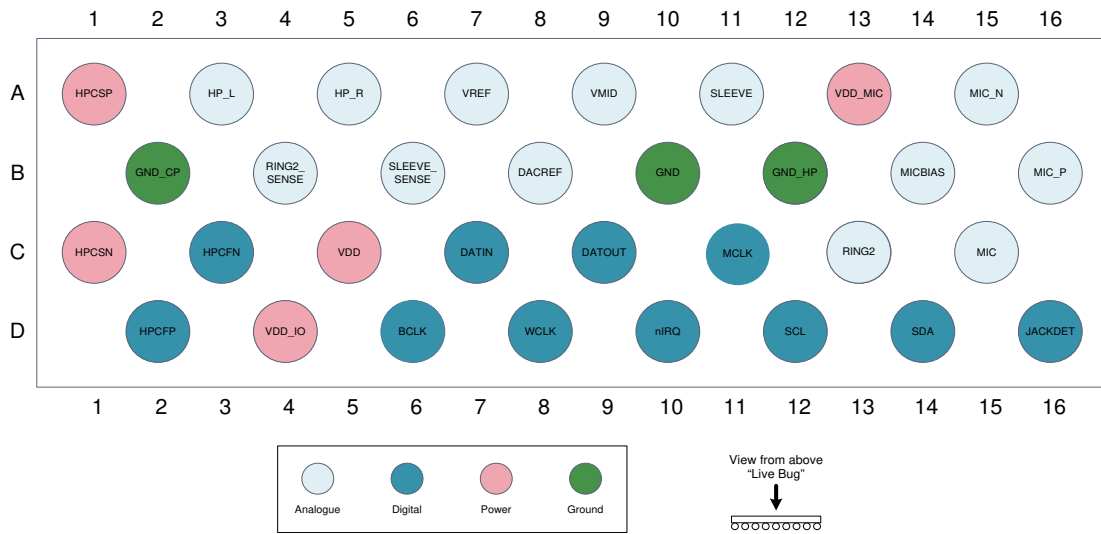 1 2 3 4 5 6 7 8 9 10 11 12 13 14 15 16
A
HPCSP HP_L HP_R VREF VMID SLEEVE VDD_MIC MIC_N
B
GND_CP RING2_ SENSE SLEEVE_ SENSE DACREF GND GND_HP MICBIAS MIC_P
C
HPCSN HPCFN VDD DATIN DATOUT MCLK RING2 MIC
D
HPCFP VDD_IO BCLK WCLK nIRQ SCL SDA JACKDET
1 2 3 4 5 6 7 8 9 10 11 12 13 14 15 16
Analogue Digital Power Ground
View from above
“Live Bug”